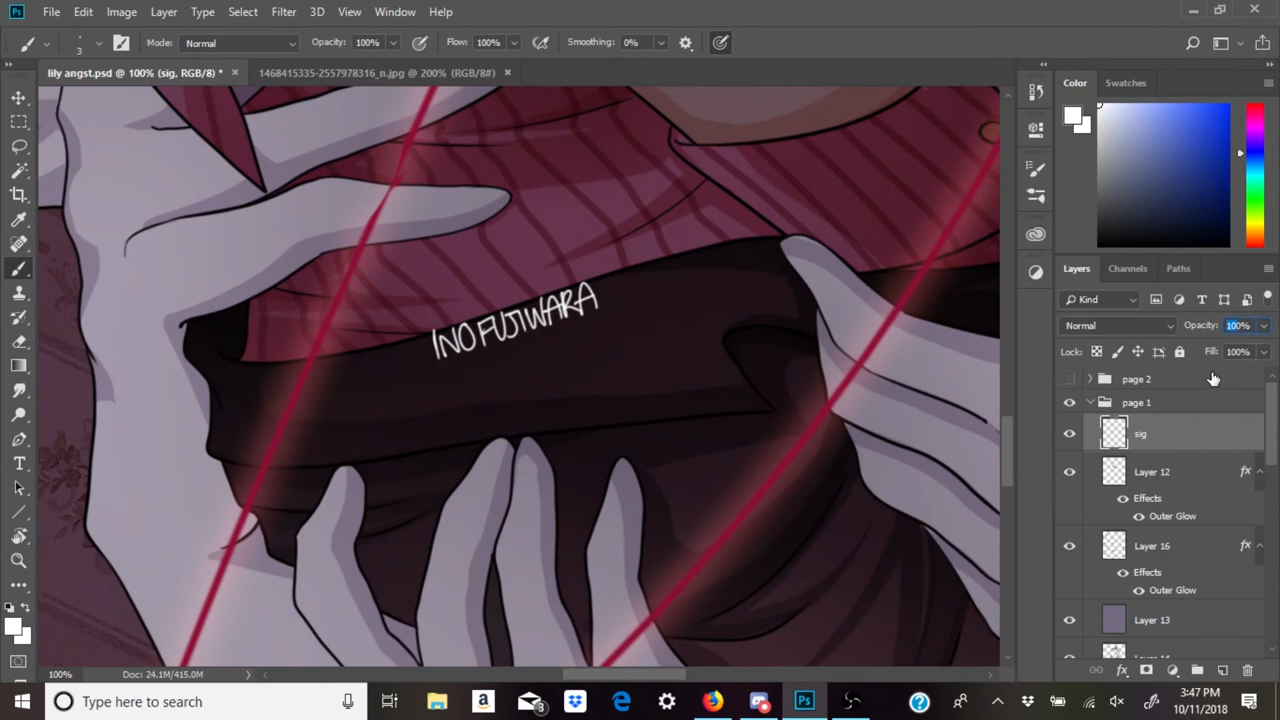 Ps File Edit Image Layer Type Select Filter 3D View Window Help
3 Mode: Normal Opacity: 100% Flow: 100% Smoothing: 0%
lily angst.psd @ 100% (sig, RGB/8) * × 1468415335-2557978316_n.jpg @ 200% (RGB/8#) ×
Color Swatches
INOFUJIWARA
Layers Channels Paths
Kind
Normal Opacity: 100%
Lock: Fill: 100%
page 2
page 1
sig
Layer 12 fx
Effects
Outer Glow
Layer 16 fx
Effects
Outer Glow
Layer 13
100% Doc: 24.1M/415.0M
Type here to search
3:47 PM
10/11/2018